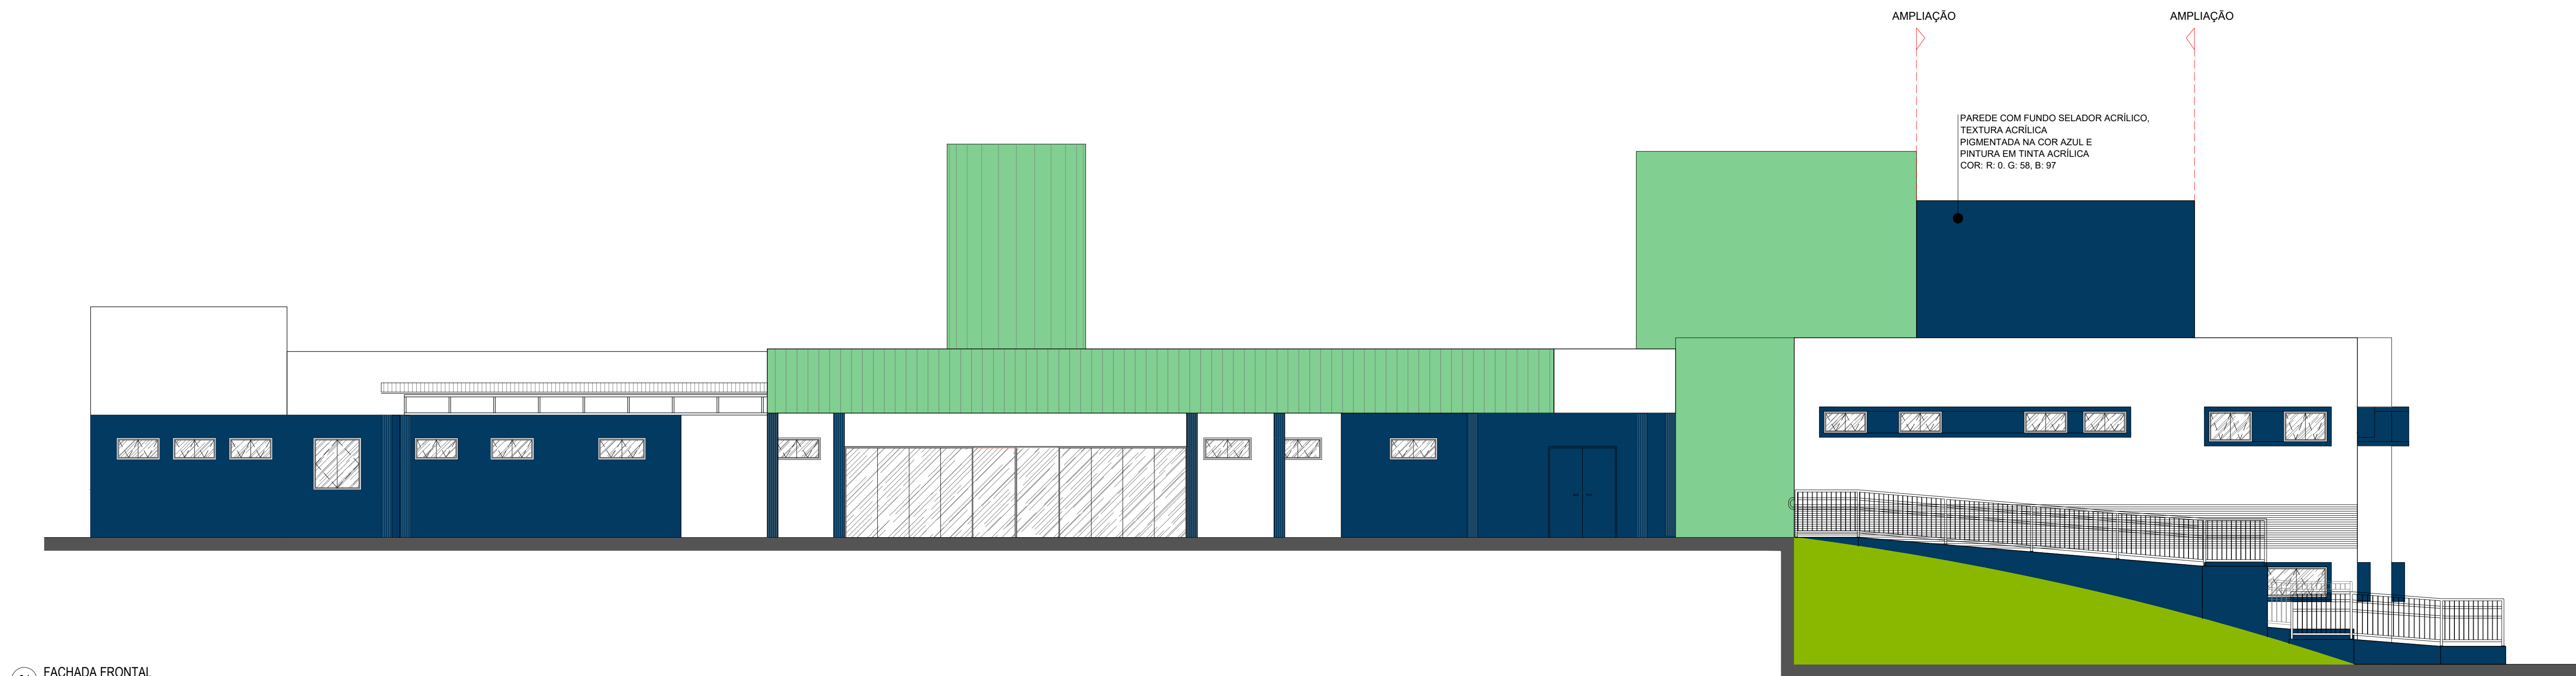 AMPLIAÇÃO
AMPLIAÇÃO
PAREDE COM FUNDO SELADOR ACRÍLICO,
TEXTURA ACRÍLICA
PIGMENTADA NA COR AZUL E
PINTURA EM TINTA ACRÍLICA
COR: R: 0. G: 58, B: 97
FACHADA FRONTAL